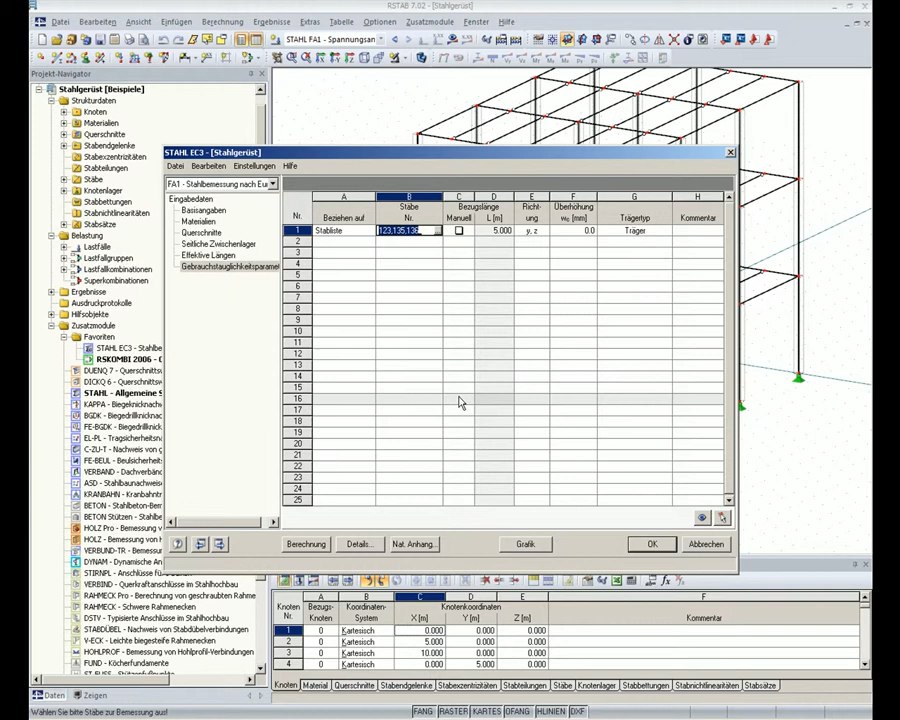 RSTAB 7.02 - [Stahlgerüst]
Datei Bearbeiten Ansicht Einfügen Berechnung Ergebnisse Extras Tabelle Optionen Zusatzmodule Fenster Hilfe
STAHL FA1 - Spannungsan
Projekt-Navigator
Stahlgerüst [Beispiele]
Strukturdaten
Knoten
Materialien
Querschnitte
Stabendgelenke
Stabexzentrizitäten
Stabteilungen
Stäbe
Knotenlager
Stabbettungen
Stabnichtlinearitäten
Stabsätze
Belastung
Lastfälle
Lastfallgruppen
Lastfallkombinationen
Superkombinationen
Ergebnisse
Ausdruckprotokolle
Hilfsobjekte
Zusatzmodule
Favoriten
STAHL EC3 - Stahlbe
RSKOMBI 2006 - 
DUENQ 7 - Querschnitts
DICKQ 6 - Querschnittsw
STAHL - Allgemeine S
KAPPA - Biegeknicknac
BGDK - Biegedrillknickna
FE-BGDK - Biegedrillknic
EL-PL - Tragsicherheitsna
C-ZU-T - Nachweis von g
FE-BEUL - Beulsicherheit
VERBAND - Dachverbän
ASD - Stahlbaunachweis
KRANBAHN - Kranbahntr
BETON - Stahlbeton-Bem
BETON Stützen - Stahlbe
HOLZ Pro - Bemessung v
HOLZ - Bemessung von H
VERBUND-TR - Bemessu
DYNAM - Dynamische An
STIRNPL - Anschlüsse fü
VERBIND - Querkraftanschlüsse im Stahlhochbau
RAHMECK Pro - Berechnung von geschraubten Rahme
RAHMECK - Schwere Rahmenecken
DSTV - Typisierte Anschlüsse im Stahlhochbau
STABDÜBEL - Nachweis von Stabdübelverbindungen
V-ECK - Leichte biegesteife Rahmenecken
HOHLPROF - Bemessung von Hohlprofil-Verbindungen
FUND - Köcherfundamente
Daten Zeigen
STAHL EC3 - [Stahlgerüst]
Datei Bearbeiten Einstellungen Hilfe
FA1 - Stahlbemessung nach Eu
Eingabedaten
Basisangaben
Materialien
Querschnitte
Seitliche Zwischenlager
Effektive Längen
Gebrauchstauglichkeitsparame
A B C D E F G H
Stäbe Bezugslänge Richt- Überhöhung
Nr. Beziehen auf Nr. Manuell L [m] ung wc [mm] Trägertyp Kommentar
1 Stabliste 123,135,136 5.000 y, z 0.0 Träger
2
3
4
5
6
7
8
9
10
11
12
13
14
15
16
17
18
19
20
21
22
23
24
25
Berechnung Details... Nat. Anhang... Grafik OK Abbrechen
A B C D E F
Knoten Bezugs- Koordinaten- Knotenkoordinaten
Nr. Knoten System X [m] Y [m] Z [m] Kommentar
1 0 Kartesisch 0.000 0.000 0.000
2 0 Kartesisch 5.000 0.000 0.000
3 0 Kartesisch 10.000 0.000 0.000
4 0 Kartesisch 0.000 5.000 0.000
Knoten Material Querschnitte Stabendgelenke Stabexzentrizitäten Stabteilungen Stäbe Knotenlager Stabbettungen Stabnichtlinearitäten Stabsätze
Wählen Sie bitte Stäbe zur Bemessung aus!
FANG RASTER KARTES OFANG HLINIEN DXF